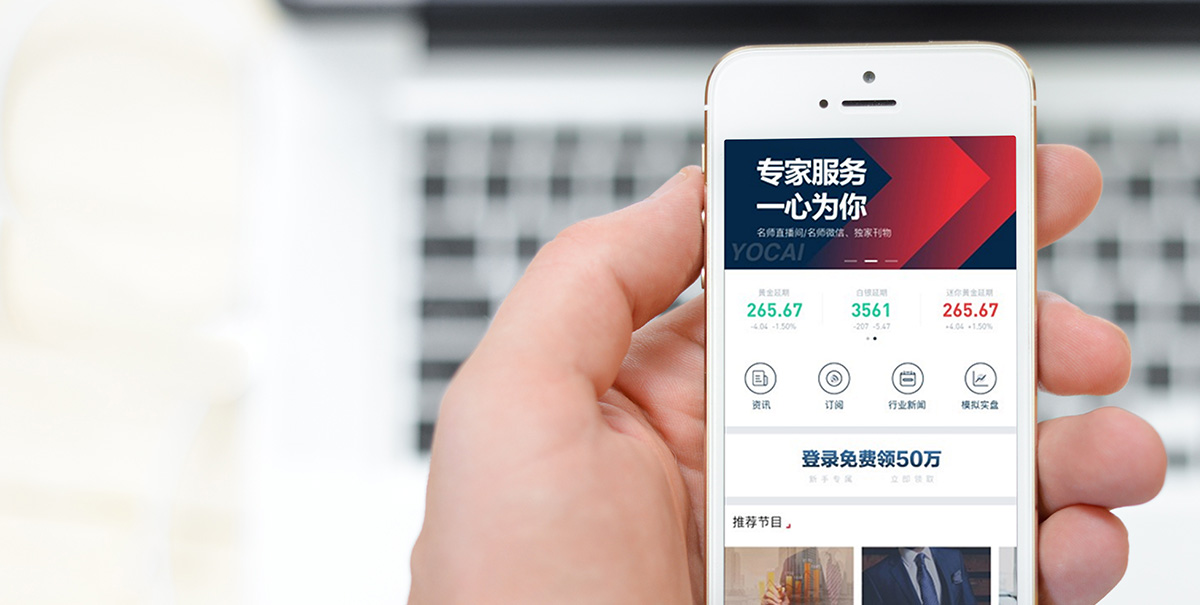 专家服务
一心为你
名师直播间/名师微信、独家刊物
YOCAI
黄金延期 白银延期 迷你黄金延期
265.67 3561 265.67
-4.04 -1.50% -207 -5.47 +4.04 +1.50%
资讯 订阅 行业新闻 模拟实盘
登录免费领50万
新手专属 立即领取
推荐节目